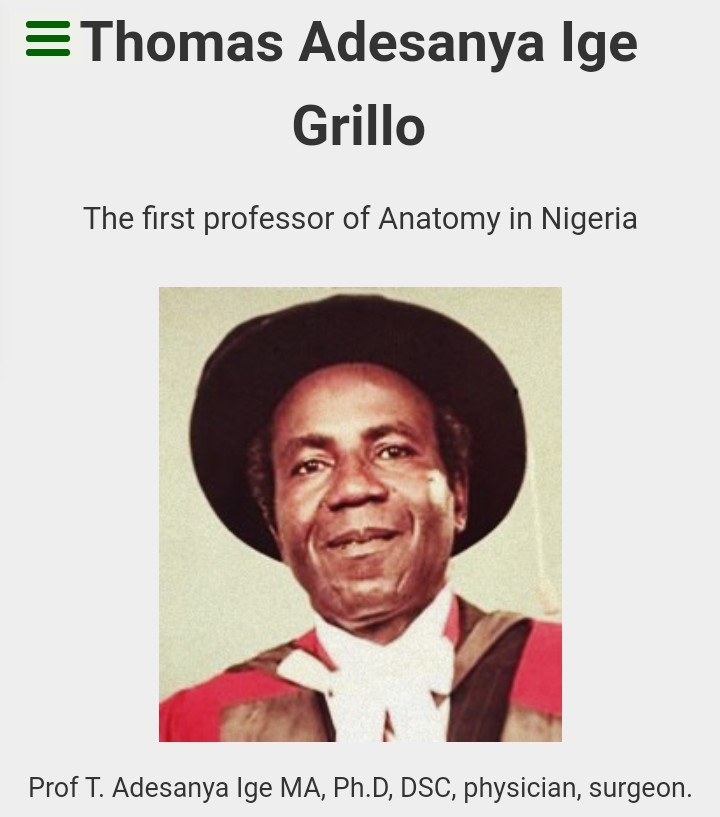 Thomas Adesanya Ige
Grillo
The first professor of Anatomy in Nigeria
Prof T. Adesanya Ige MA, Ph.D, DSC, physician, surgeon.